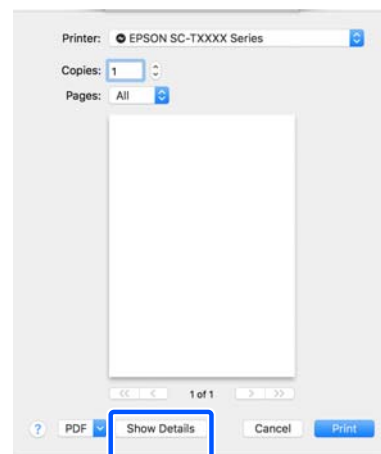 Printer: EPSON SC-TXXXX Series
Copies: 1
Pages: All
<< < 1 of 1 > >>
? PDF Show Details Cancel Print